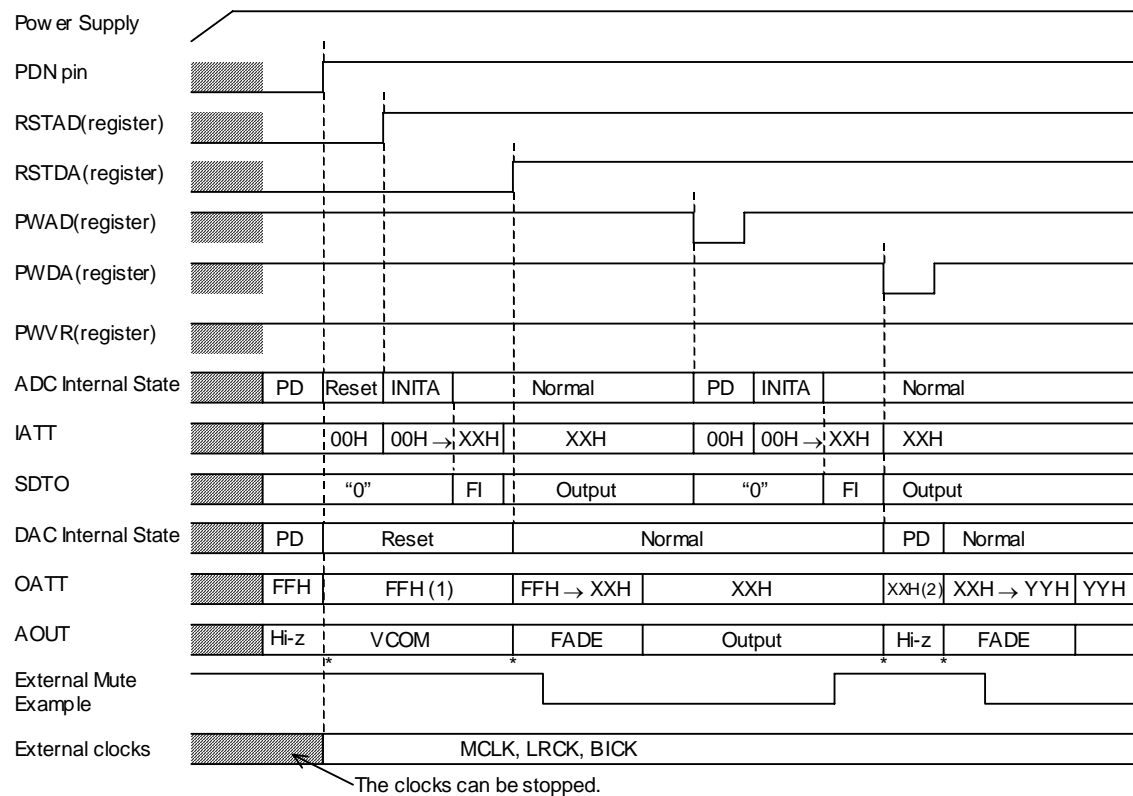 Power Supply
PDN pin
RSTAD(register)
RSTDA(register)
PWAD(register)
PWDA(register)
PWVR(register)
ADC Internal State PD Reset INITA Normal PD INITA Normal
IATT 00H 00H → XXH XXH 00H 00H → XXH XXH
SDTO “0” FI Output “0” FI Output
DAC Internal State PD Reset Normal PD Normal
OATT FFH FFH (1) FFH → XXH XXH XXH(2) XXH → YYH YYH
AOUT Hi-z VCOM FADE Output Hi-z FADE
* * * *
External Mute
Example
External clocks MCLK, LRCK, BICK
The clocks can be stopped.